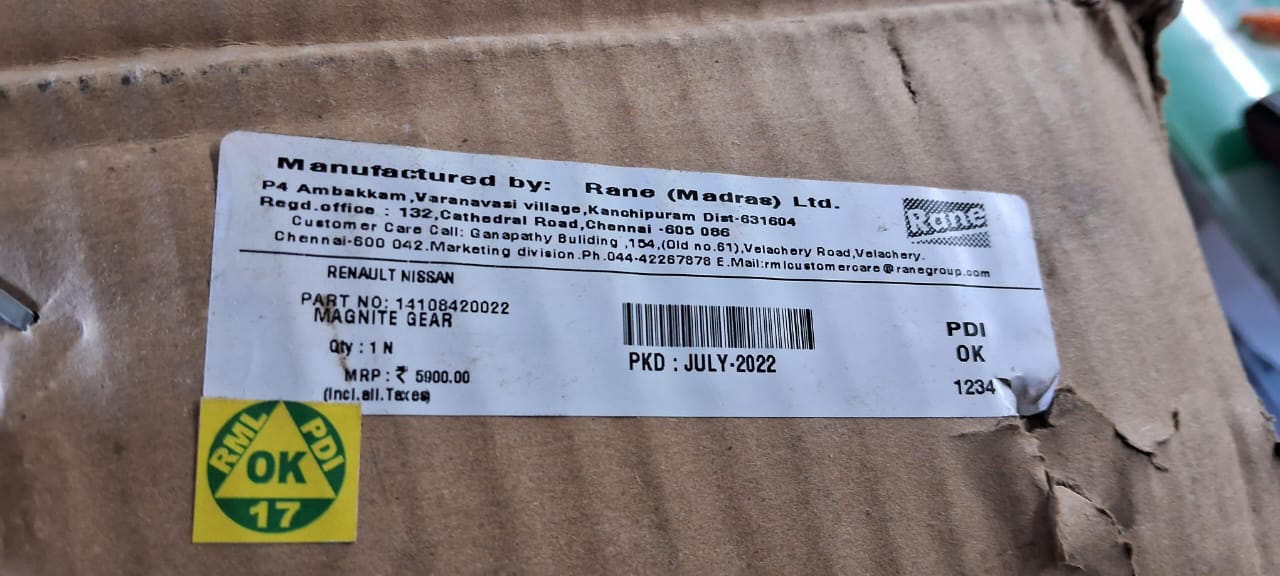 Manufactured by: Rane (Madras) Ltd.
P4 Ambakkam,Varanavasi village,Kanchipuram Dist-631604
Regd.office : 132,Cathedral Road,Chennai -605 086
Customer Care Call: Ganapathy Buliding ,154,(Old no.61),Velachery Road,Velachery.
Chennai-600 042.Marketing division.Ph.044-42267878 E.Mail:rmlcustomercare@ranegroup.com
Rane
RENAULT NISSAN
PART NO: 14108420022
MAGNITE GEAR
Qty : 1 N
MRP : ₹ 5900.00
(Incl.all.Taxes)
PKD : JULY-2022
PDI
OK
1234
RML PDI
OK
17